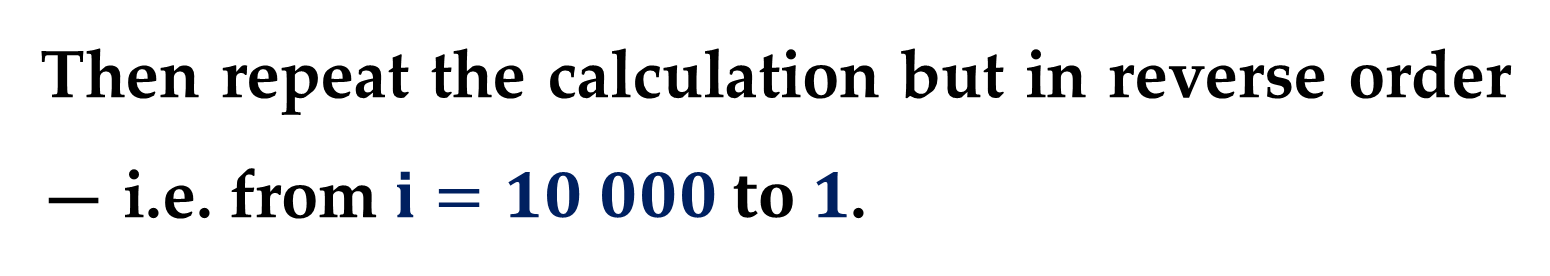 Then repeat the calculation but in reverse order
— i.e. from i = 10 000 to 1.